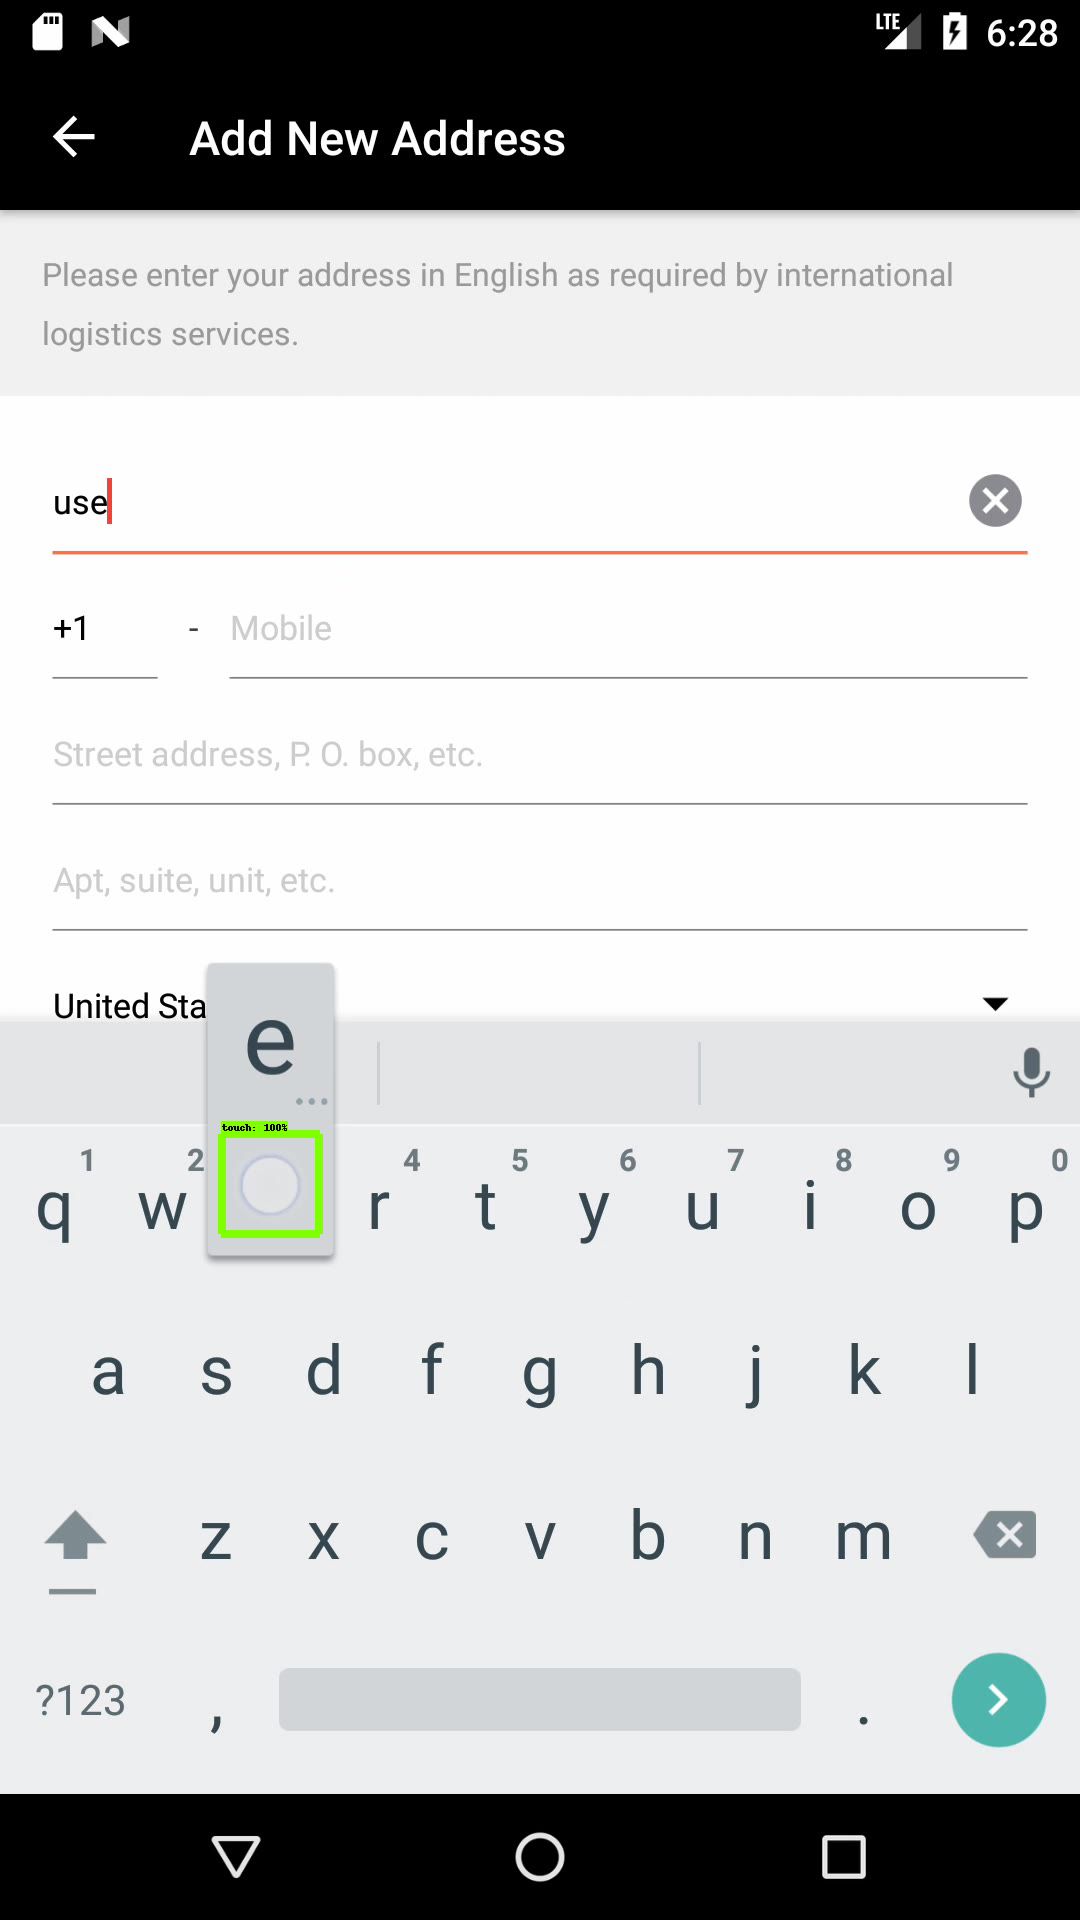 LTE 6:28
Add New Address
Please enter your address in English as required by international
logistics services.
use
+1 - Mobile
Street address, P. O. box, etc.
Apt, suite, unit, etc.
United Sta
e
...
touch: 100%
1 2 4 5 6 7 8 9 0
q w r t y u i o p
a s d f g h j k l
z x c v b n m
?123 , .